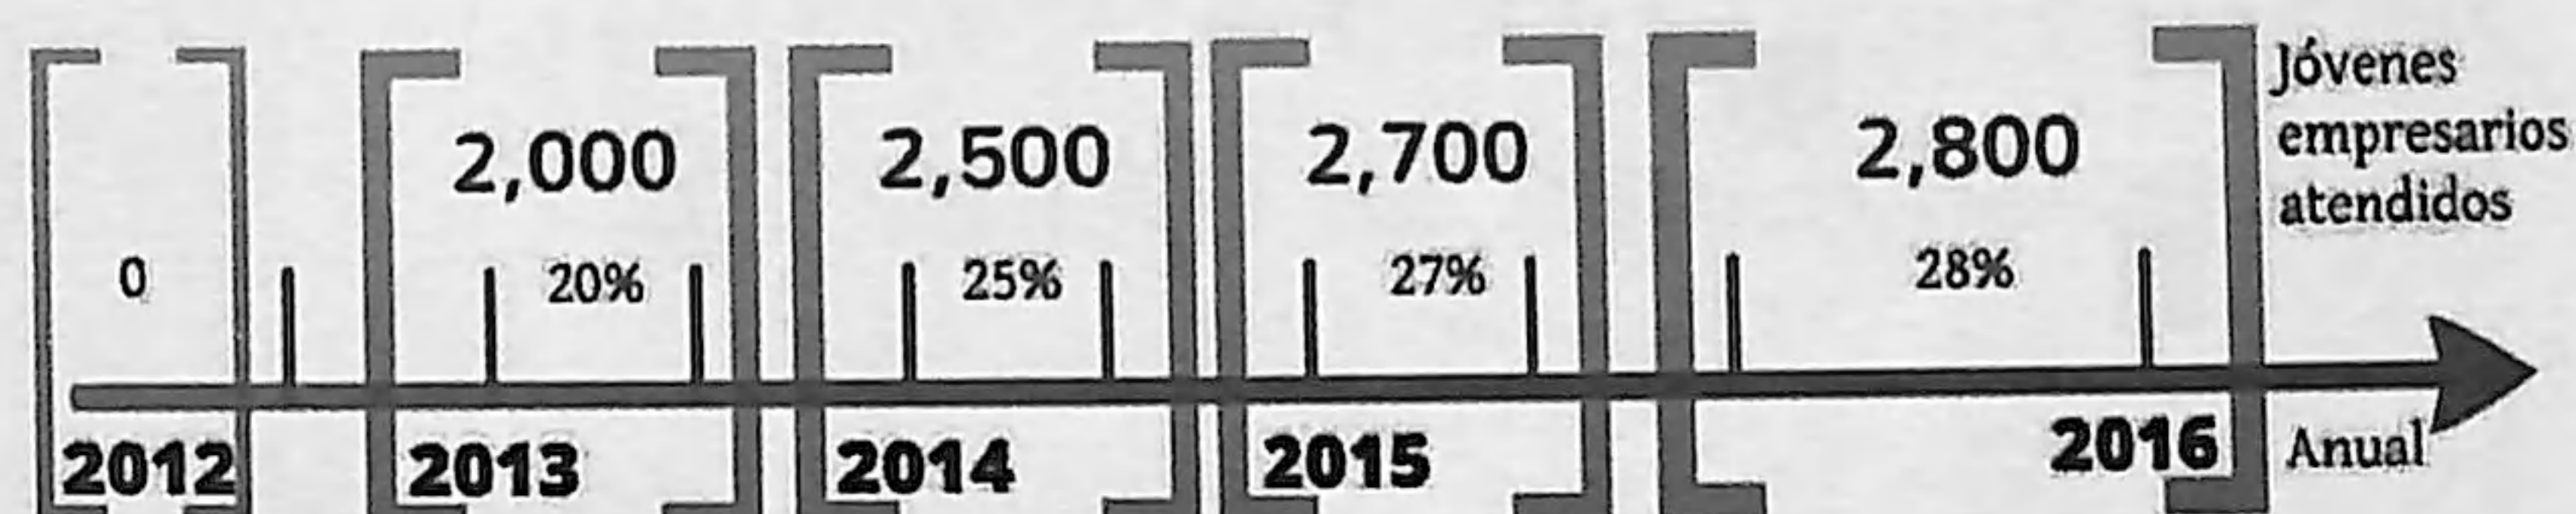 2,000 2,500 2,700 2,800
Jóvenes
empresarios
atendidos
0 20% 25% 27% 28%
2012 2013 2014 2015 2016 Anual